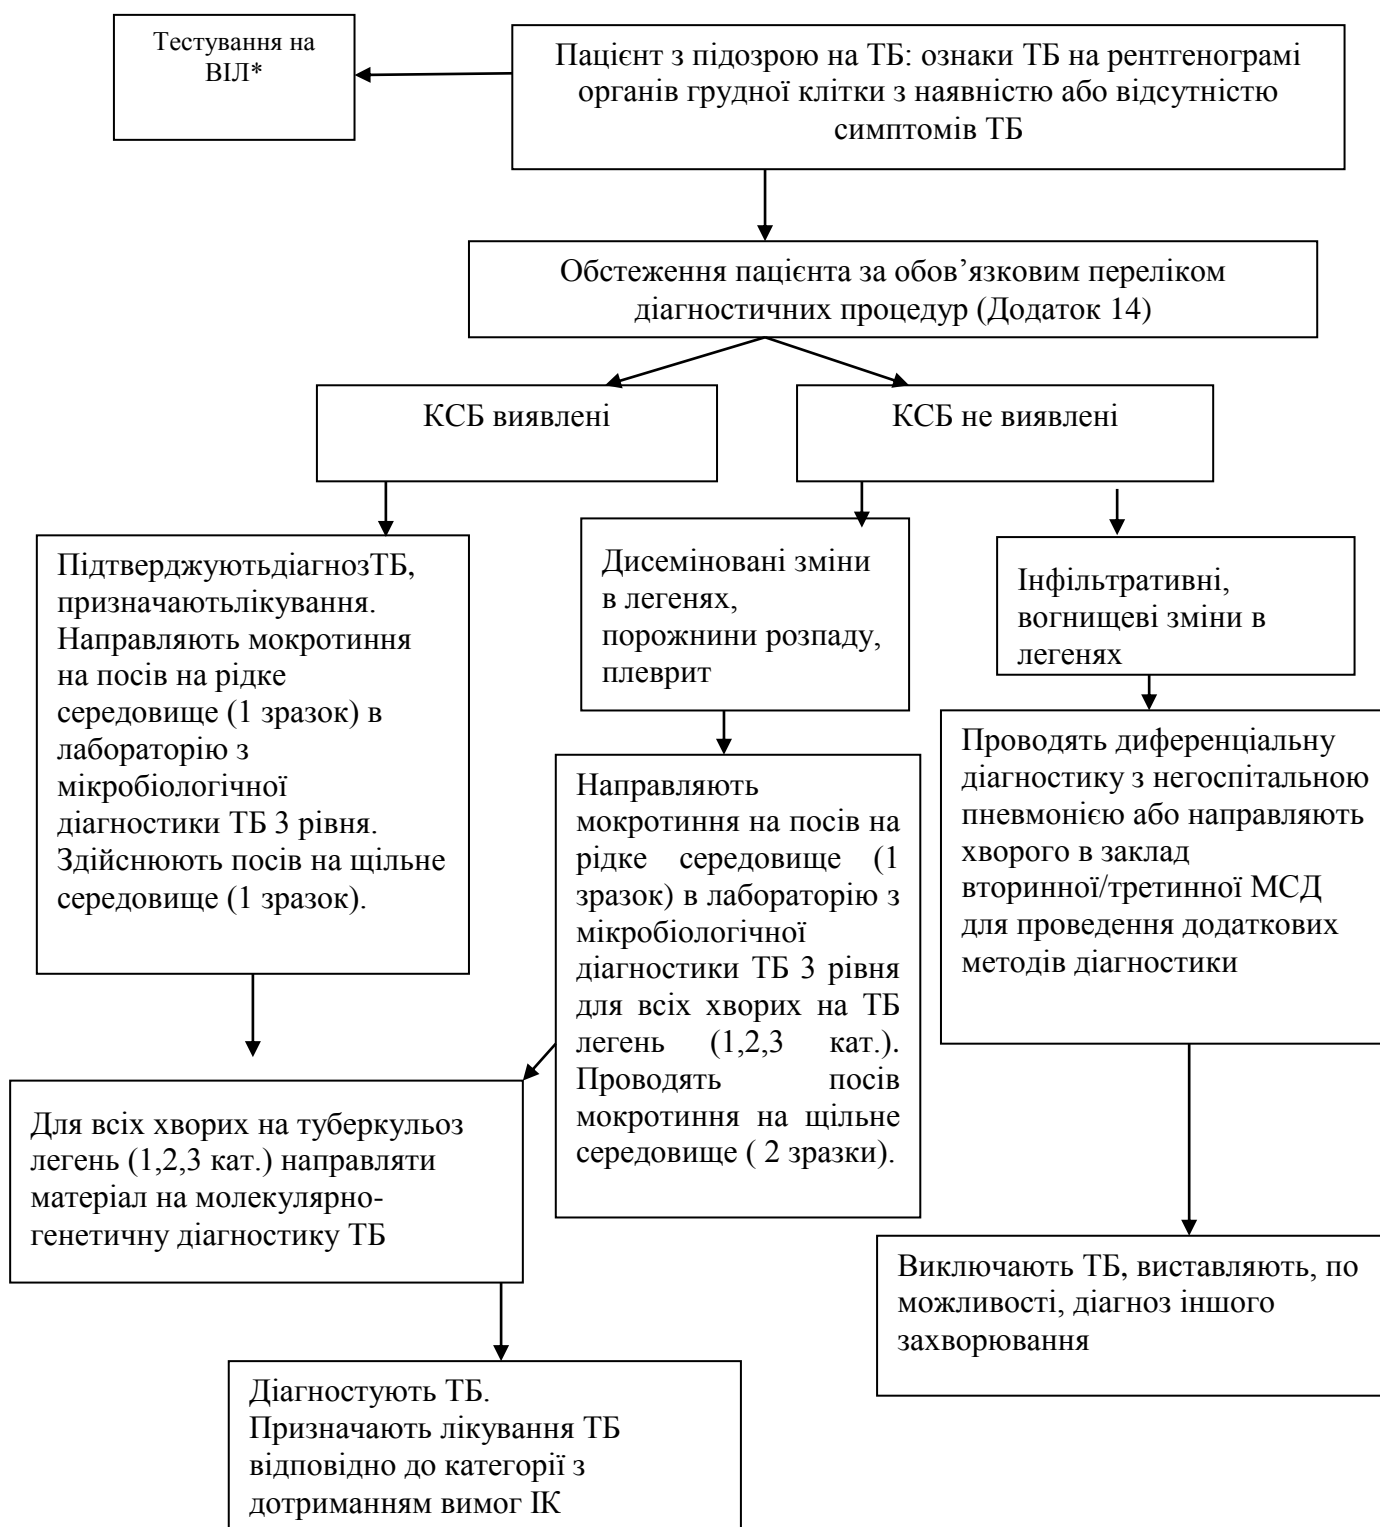 Тестування на
ВІЛ*
Пацієнт з підозрою на ТБ: ознаки ТБ на рентгенограмі
органів грудної клітки з наявністю або відсутністю
симптомів ТБ
Обстеження пацієнта за обов’язковим переліком
діагностичних процедур (Додаток 14)
КСБ виявлені
КСБ не виявлені
ПідтверджуютьдіагнозТБ,
призначаютьлікування.
Направляють мокротиння
на посів на рідке
середовище (1 зразок) в
лабораторію з
мікробіологічної
діагностики ТБ 3 рівня.
Здійснюють посів на щільне
середовище (1 зразок).
Дисеміновані зміни
в легенях,
порожнини розпаду,
плеврит
Інфільтративні,
вогнищеві зміни в
легенях
Направляють
мокротиння на посів на
рідке середовище (1
зразок) в лабораторію з
мікробіологічної
діагностики ТБ 3 рівня
для всіх хворих на ТБ
легень (1,2,3 кат.).
Проводять посів
мокротиння на щільне
середовище ( 2 зразки).
Проводять диференціальну
діагностику з негоспітальною
пневмонією або направляють
хворого в заклад
вторинної/третинної МСД
для проведення додаткових
методів діагностики
Для всіх хворих на туберкульоз
легень (1,2,3 кат.) направляти
матеріал на молекулярно-
генетичну діагностику ТБ
Виключають ТБ, виставляють, по
можливості, діагноз іншого
захворювання
Діагностують ТБ.
Призначають лікування ТБ
відповідно до категорії з
дотриманням вимог ІК